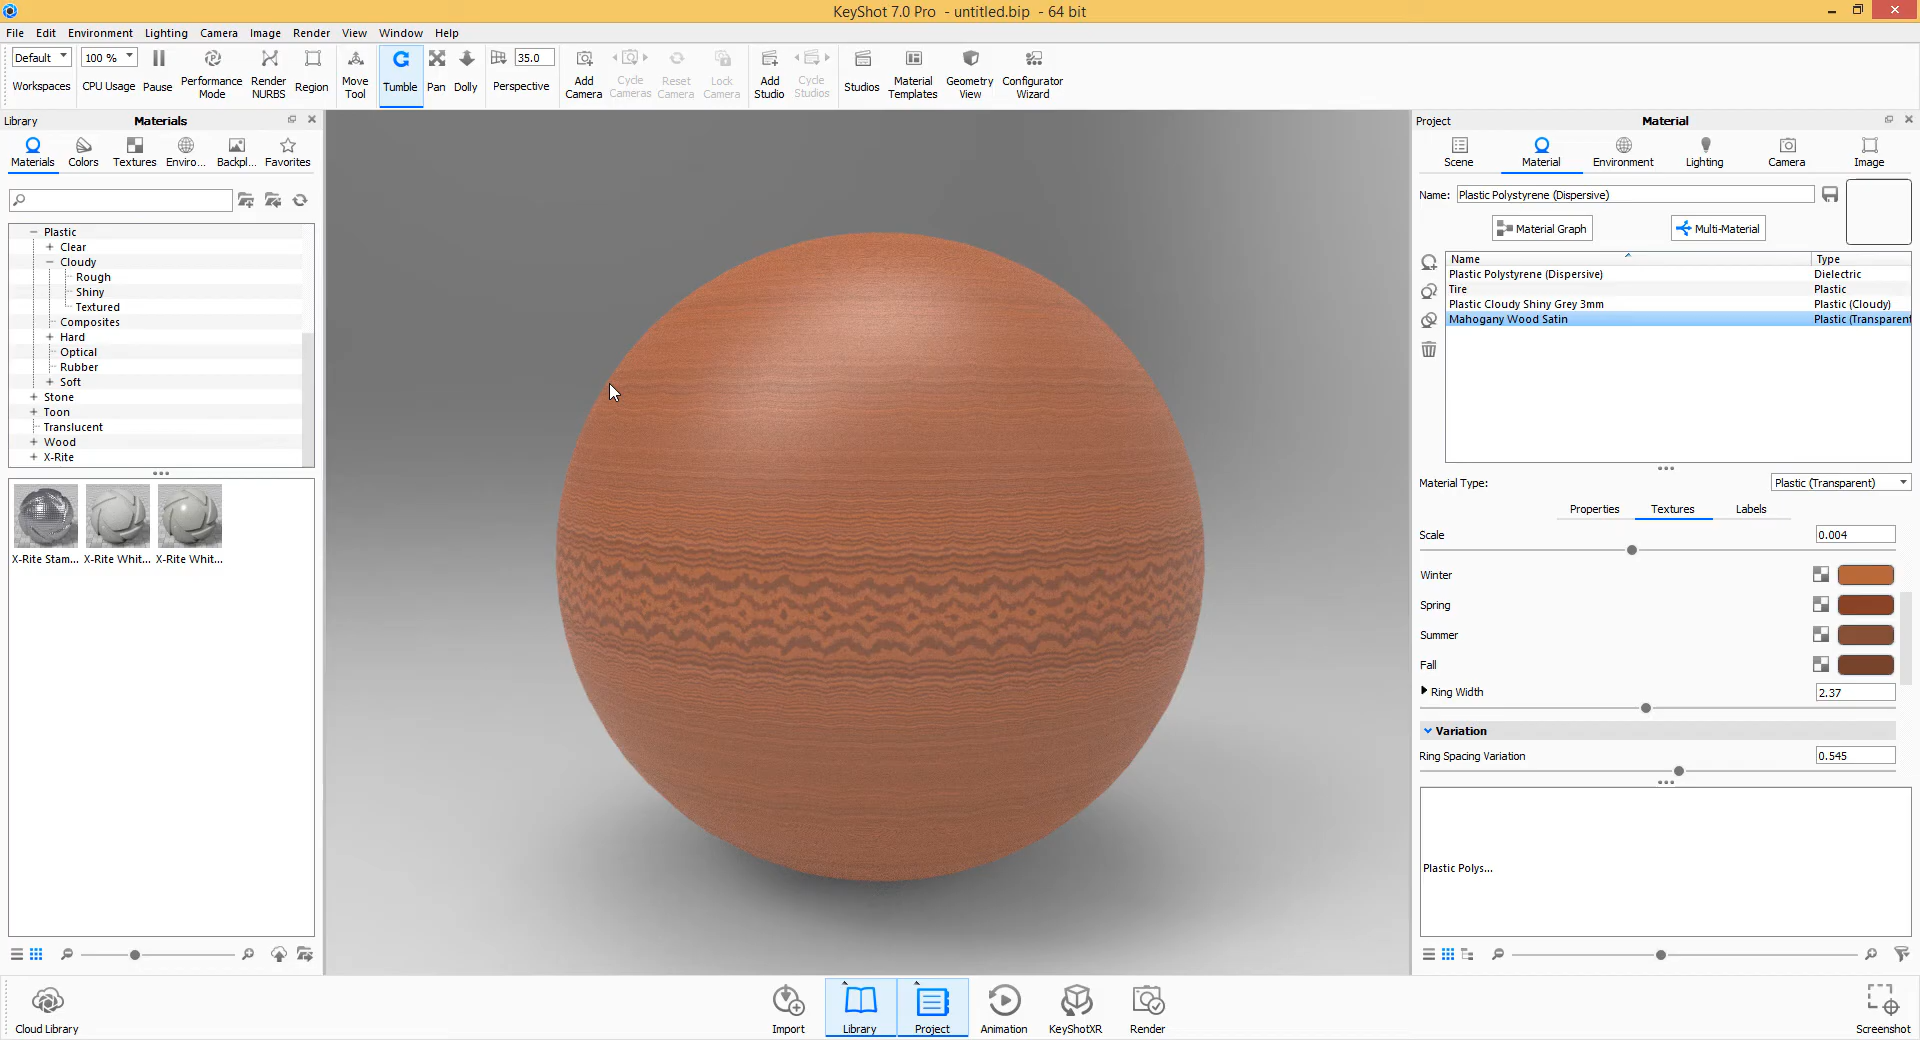 KeyShot 7.0 Pro - untitled.bip - 64 bit
File Edit Environment Lighting Camera Image Render View Window Help
Default 100 % 35.0
Workspaces CPU Usage Pause Performance Mode Render NURBS Region Move Tool Tumble Pan Dolly Perspective Add Camera Cycle Cameras Reset Camera Lock Camera Add Studio Cycle Studios Studios Material Templates Geometry View Configurator Wizard
Library Materials
Materials Colors Textures Enviro... Backpl... Favorites
Plastic
Clear
Cloudy
Rough
Shiny
Textured
Composites
Hard
Optical
Rubber
Soft
Stone
Toon
Translucent
Wood
X-Rite
X-Rite Stam... X-Rite Whit... X-Rite Whit...
Project Material
Scene Material Environment Lighting Camera Image
Name: Plastic Polystyrene (Dispersive)
Material Graph Multi-Material
Name Type
Plastic Polystyrene (Dispersive) Dielectric
Tire Plastic
Plastic Cloudy Shiny Grey 3mm Plastic (Cloudy)
Mahogany Wood Satin Plastic (Transparent
Material Type: Plastic (Transparent)
Properties Textures Labels
Scale 0.004
Winter
Spring
Summer
Fall
Ring Width 2.37
Variation
Ring Spacing Variation 0.545
Plastic Polys...
Cloud Library Import Library Project Animation KeyShotXR Render Screenshot